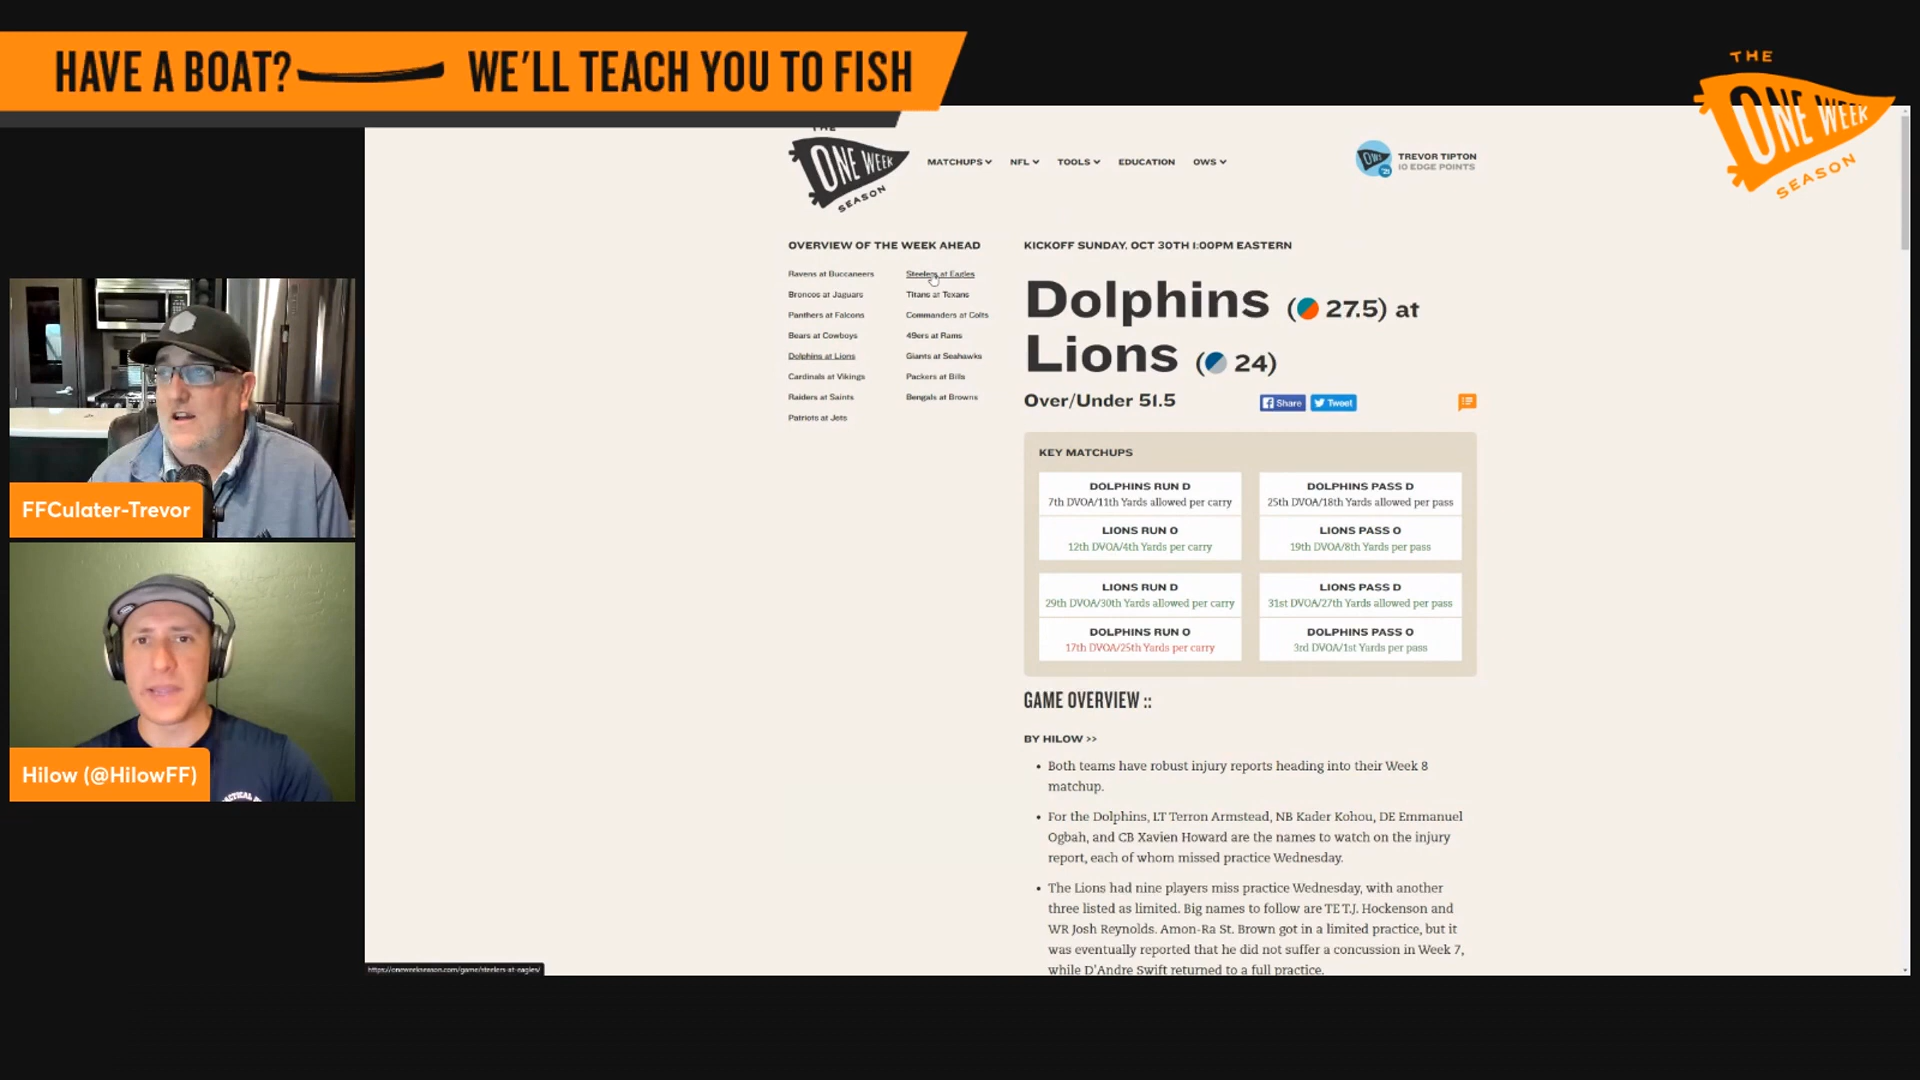 HAVE A BOAT? WE'LL TEACH YOU TO FISH
THE
ONE WEEK
SEASON
THE
ONE WEEK
SEASON
MATCHUPS
NFL
TOOLS
EDUCATION
OWS
OWS
TREVOR TIPTON
10 EDGE POINTS
OVERVIEW OF THE WEEK AHEAD
Ravens at Buccaneers
Broncos at Jaguars
Panthers at Falcons
Bears at Cowboys
Dolphins at Lions
Cardinals at Vikings
Raiders at Saints
Patriots at Jets
Steelers at Eagles
Titans at Texans
Commanders at Colts
49ers at Rams
Giants at Seahawks
Packers at Bills
Bengals at Browns
KICKOFF SUNDAY, OCT 30TH 1:00PM EASTERN
Dolphins (27.5) at
Lions (24)
Over/Under 51.5
Share
Tweet
KEY MATCHUPS
DOLPHINS RUN D
7th DVOA/11th Yards allowed per carry
LIONS RUN O
12th DVOA/4th Yards per carry
DOLPHINS PASS D
25th DVOA/18th Yards allowed per pass
LIONS PASS O
19th DVOA/8th Yards per pass
LIONS RUN D
29th DVOA/30th Yards allowed per carry
DOLPHINS RUN O
17th DVOA/25th Yards per carry
LIONS PASS D
31st DVOA/27th Yards allowed per pass
DOLPHINS PASS O
3rd DVOA/1st Yards per pass
GAME OVERVIEW ::
BY HILOW >>
• Both teams have robust injury reports heading into their Week 8
matchup.
• For the Dolphins, LT Terron Armstead, NB Kader Kohou, DE Emmanuel
Ogbah, and CB Xavien Howard are the names to watch on the injury
report, each of whom missed practice Wednesday.
• The Lions had nine players miss practice Wednesday, with another
three listed as limited. Big names to follow are TE T.J. Hockenson and
WR Josh Reynolds. Amon-Ra St. Brown got in a limited practice, but it
was eventually reported that he did not suffer a concussion in Week 7,
while D'Andre Swift returned to a full practice.
https://oneweekseason.com/game/steelers-at-eagles/
FFCulater-Trevor
Hilow (@HilowFF)